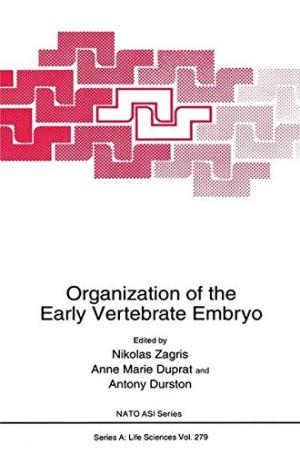 Organization of the
Early Vertebrate Embryo
Edited by
Nikolas Zagris
Anne Marie Duprat and
Antony Durston
NATO ASI Series
Series A: Life Sciences Vol. 279